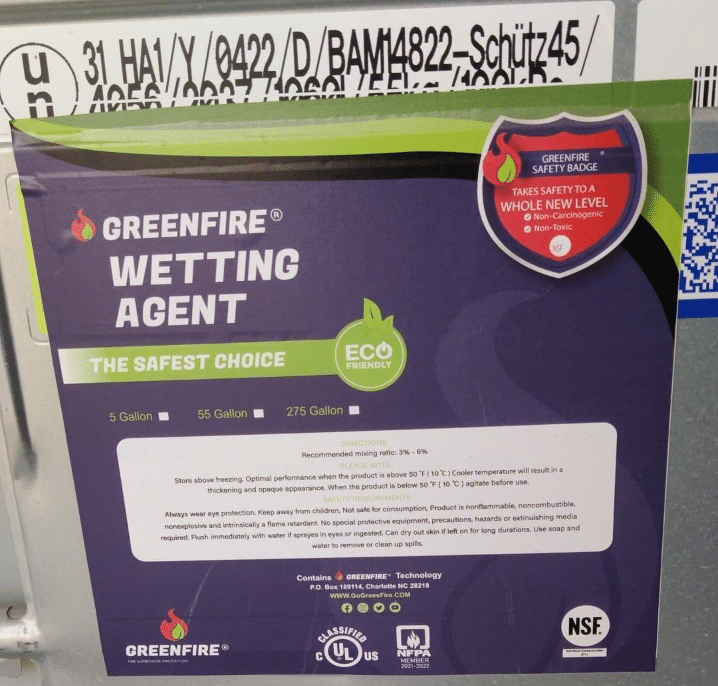 un
31 HA1/Y/0422/D/BAM14822-Schütz45/
GREENFIRE
SAFETY BADGE
TAKES SAFETY TO A
WHOLE NEW LEVEL
Non-Carcinogenic
Non-Toxic
NSF
GREENFIRE®
WETTING
AGENT
THE SAFEST CHOICE
ECO
FRIENDLY
5 Gallon
55 Gallon
275 Gallon
DIRECTIONS
Recommended mixing ratio: 3% - 6%
PLEASE NOTE
Store above freezing. Optimal performance when the product is above 50 °F ( 10 °C ) Cooler temperature will result in a
thickening and opaque appearance. When the product is below 50 °F ( 10 °C ) agitate before use.
SAFETY REQUIREMENTS
Always wear eye protection. Keep away from children, Not safe for consumption, Product is nonflammable, noncombustible,
nonexplosive and intrinsically a flame retardant. No special protective equipment, precautions, hazards or extinuishing media
required. Flush immediately with water if sprayes in eyes or ingested. Can dry out skin if left on for long durations. Use soap and
water to remove or clean up spills.
Contains GREENFIRE® Technology
P.O. Box 189114, Charlotte NC 28218
WWW.GoGreenFire.COM
GREENFIRE®
CLASSIFIED
C UL US
NFPA
MEMBER
2021-2022
NSF.